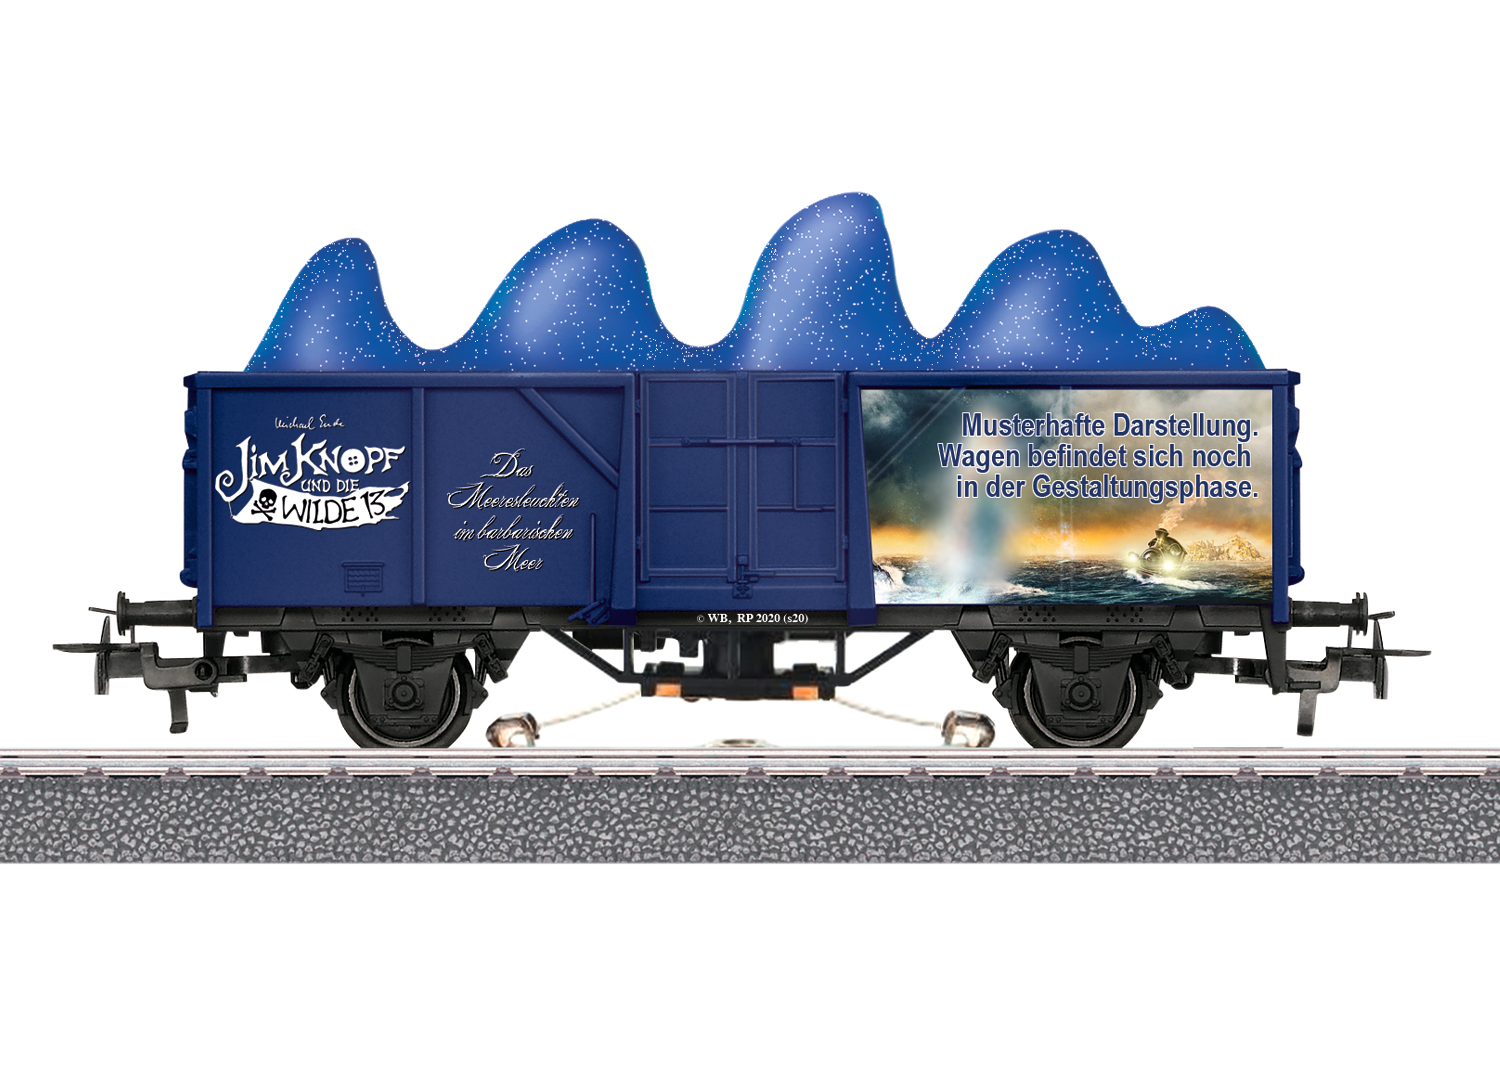 Michael Ende
JIM KNOPF
UND DIE
WILDE 13
Das
Meeresleuchten
im barbarischen
Meer
Musterhafte Darstellung.
Wagen befindet sich noch
in der Gestaltungsphase.
© WB, RP 2020 (s20)